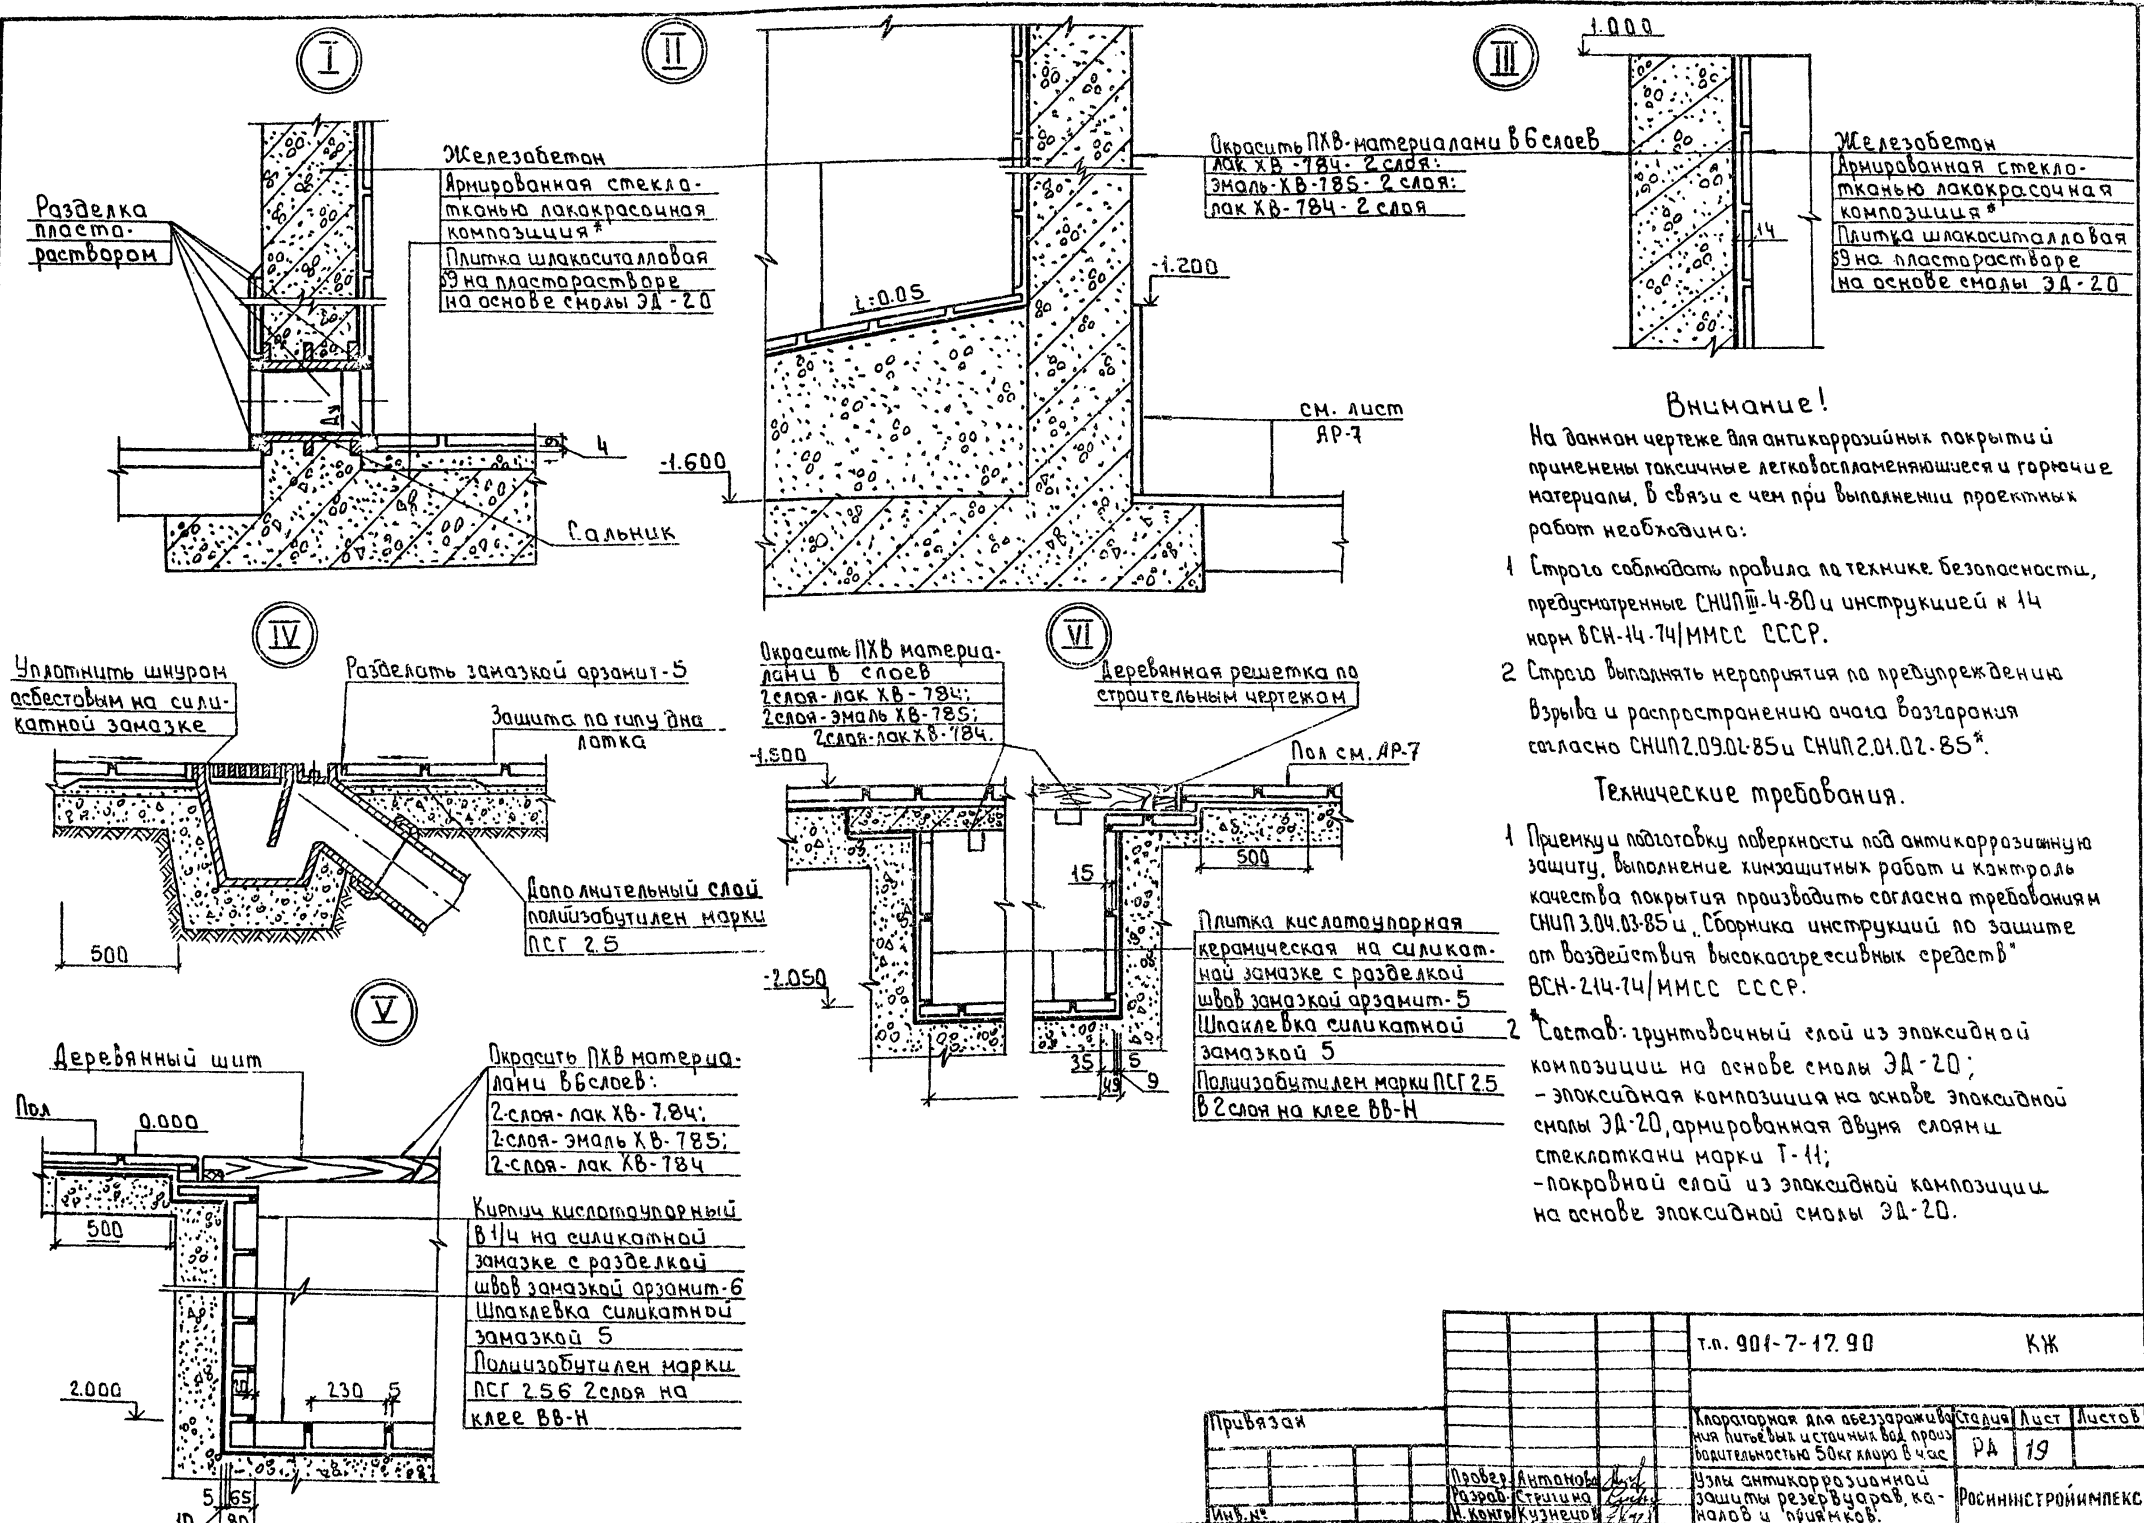 I
Железобетон
Армированная стекло-
тканью лакокрасочная
композиция*
Плитка шлакоситалловая
δ9 на пласторастворе
на основе смолы ЭД-20
Разделка
пласто-
раствором
Ду
4
Сальник
II
Окрасить ПХВ-материалами в 6 слоев
лак ХВ-784- 2 слоя:
эмаль-ХВ-785- 2 слоя:
лак ХВ-784- 2 слоя
i=0.05
-1.200
-1.600
см. лист
АР-7
III
1.000
Железобетон
Армированная стекло-
тканью лакокрасочная
композиция*
Плитка шлакоситалловая
δ9 на пласторастворе
на основе смолы ЭД-20
14
Внимание!
На данном чертеже для антикоррозийных покрытий
применены токсичные легковоспламеняющиеся и горючие
материалы, в связи с чем при выполнении проектных
работ необходимо:
1 Строго соблюдать правила по технике безопасности,
предусмотренные СНИП III-4-80 и инструкцией N 14
норм ВСН-14-74/ММСС СССР.
2 Строго выполнять мероприятия по предупреждению
взрыва и распространению очага возгорания
согласно СНИП 2.09.02-85 и СНИП 2.01.02-85*.
Технические требования.
1 Приемку и подготовку поверхности под антикоррозионную
защиту, выполнение химзащитных работ и контроль
качества покрытия производить согласно требованиям
СНИП 3.04.03-85 и „Сборника инструкций по защите
от воздействия высокоагрессивных средств"
ВСН-214-74/ММСС СССР.
2 *Состав: грунтовочный слой из эпоксидной
композиции на основе смолы ЭД-20;
- эпоксидная композиция на основе эпоксидной
смолы ЭД-20, армированная двумя слоями
стеклоткани марки Т-11;
-покровной слой из эпоксидной композиции
на основе эпоксидной смолы ЭД-20.
IV
Уплотнить шнуром
асбестовым на сили-
катной замазке
Разделать замазкой арзамит-5
Защита по типу дна
лотка
Дополнительный слой
полиизобутилен марки
ПСГ 2.5
500
VI
Окрасить ПХВ материа-
лами в слоев
2слоя-лак ХВ-784;
2слоя-эмаль ХВ-785;
2слоя-лак ХВ-784.
-1.500
Деревянная решетка по
строительным чертежам
Пол см. АР-7
500
15
5
-2.050
35
5
49
9
Плитка кислотоупорная
керамическая на силикат-
ной замазке с разделкой
швов замазкой арзамит-5
Шпаклевка силикатной
замазкой 5
Полиизобутилен марки ПСГ 2.5
в 2 слоя на клее 88-Н
V
Деревянный щит
Пол
0.000
Окрасить ПХВ материа-
лами в 6 слоев:
2-слоя-лак ХВ-7.84;
2-слоя-эмаль ХВ-785;
2-слоя-лак ХВ-784
500
Кирпич кислотоупорный
в 1/4 на силикатной
замазке с разделкой
швов замазкой арзамит-6
Шпаклевка силикатной
замазкой 5
Полиизобутилен марки
ПСГ 2.5 б 2слоя на
клее 88-Н
2.000
230
5
5
65
10
80
т.п. 901-7-17.90 КЖ
Привязан
Инв.№
Хлораторная для обеззаражива
ния питьевых и сточных вод произ
водительностью 50кг хлора в час
Стадия Лист Листов
РД 19
Провер. Антонова
Разраб. Стригина
Н.контр Кузнецов
Узлы антикоррозионной
защиты резервуаров, ка-
налов и приямков.
РОСИНЖСТРОЙИМПЕКС